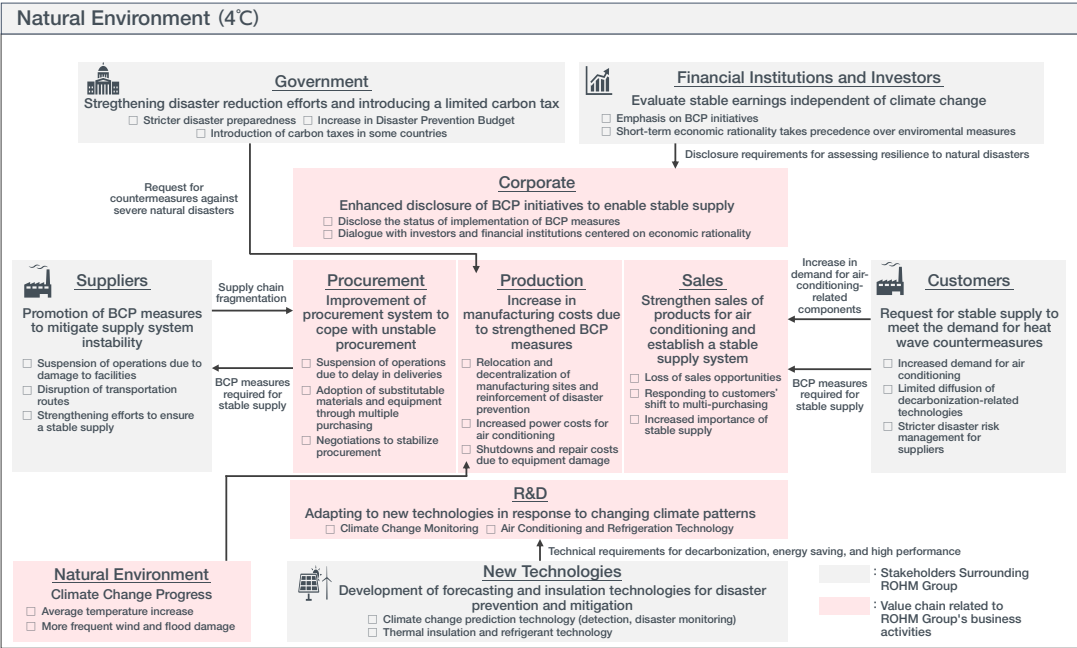 Natural Environment (4℃)
Government
Stregthening disaster reduction efforts and introducing a limited carbon tax
□ Stricter disaster preparedness □ Increase in Disaster Prevention Budget
□ Introduction of carbon taxes in some countries
Financial Institutions and Investors
Evaluate stable earnings independent of climate change
□ Emphasis on BCP initiatives
□ Short-term economic rationality takes precedence over enviromental measures
Disclosure requirements for assessing resilience to natural disasters
Request for
countermeasures against
severe natural disasters
Corporate
Enhanced disclosure of BCP initiatives to enable stable supply
□ Disclose the status of implementation of BCP measures
□ Dialogue with investors and financial institutions centered on economic rationality
Suppliers
Promotion of BCP measures
to mitigate supply system
instability
□ Suspension of operations due to
damage to facilities
□ Disruption of transportation
routes
□ Strengthening efforts to ensure
a stable supply
Supply chain
fragmentation
BCP measures
required for
stable supply
Procurement
Improvement of
procurement system to
cope with unstable
procurement
□ Suspension of operations
due to delay in deliveries
□ Adoption of substitutable
materials and equipment
through multiple
purchasing
□ Negotiations to stabilize
procurement
Production
Increase in
manufacturing costs due
to strengthened BCP
measures
□ Relocation and
decentralization of
manufacturing sites and
reinforcement of disaster
prevention
□ Increased power costs for
air conditioning
□ Shutdowns and repair costs
due to equipment damage
Sales
Strengthen sales of
products for air
conditioning and
establish a stable
supply system
□ Loss of sales opportunities
□ Responding to customers'
shift to multi-purchasing
□ Increased importance of
stable supply
Increase in
demand for air-
conditioning-
related
components
BCP measures
required for
stable supply
Customers
Request for stable supply to
meet the demand for heat
wave countermeasures
□ Increased demand for air
conditioning
□ Limited diffusion of
decarbonization-related
technologies
□ Stricter disaster risk
management for
suppliers
R&D
Adapting to new technologies in response to changing climate patterns
□ Climate Change Monitoring □ Air Conditioning and Refrigeration Technology
Technical requirements for decarbonization, energy saving, and high performance
Natural Environment
Climate Change Progress
□ Average temperature increase
□ More frequent wind and flood damage
New Technologies
Development of forecasting and insulation technologies for disaster
prevention and mitigation
□ Climate change prediction technology (detection, disaster monitoring)
□ Thermal insulation and refrigerant technology
: Stakeholders Surrounding
ROHM Group
: Value chain related to
ROHM Group's business
activities